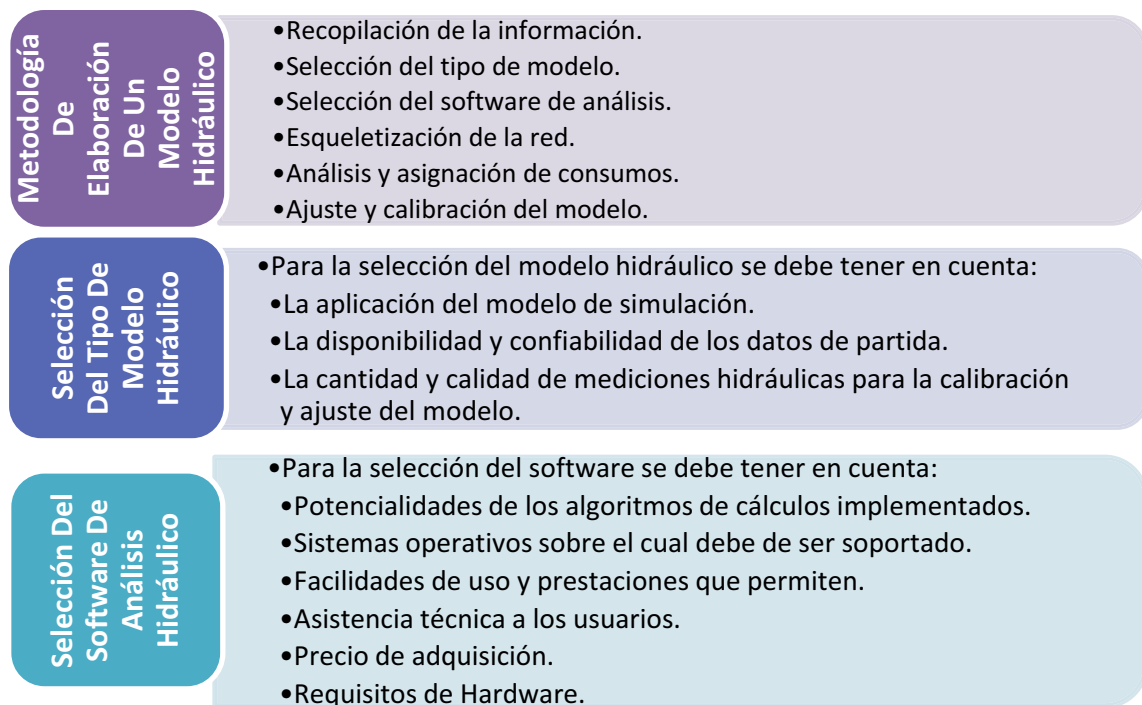 Metodología
De
Elaboración
De Un
Modelo
Hidráulico
•Recopilación de la información.
•Selección del tipo de modelo.
•Selección del software de análisis.
•Esqueletización de la red.
•Análisis y asignación de consumos.
•Ajuste y calibración del modelo.
Selección
Del Tipo De
Modelo
Hidráulico
•Para la selección del modelo hidráulico se debe tener en cuenta:
•La aplicación del modelo de simulación.
•La disponibilidad y confiabilidad de los datos de partida.
•La cantidad y calidad de mediciones hidráulicas para la calibración
y ajuste del modelo.
Selección Del
Software De
Análisis
Hidráulico
•Para la selección del software se debe tener en cuenta:
•Potencialidades de los algoritmos de cálculos implementados.
•Sistemas operativos sobre el cual debe de ser soportado.
•Facilidades de uso y prestaciones que permiten.
•Asistencia técnica a los usuarios.
•Precio de adquisición.
•Requisitos de Hardware.